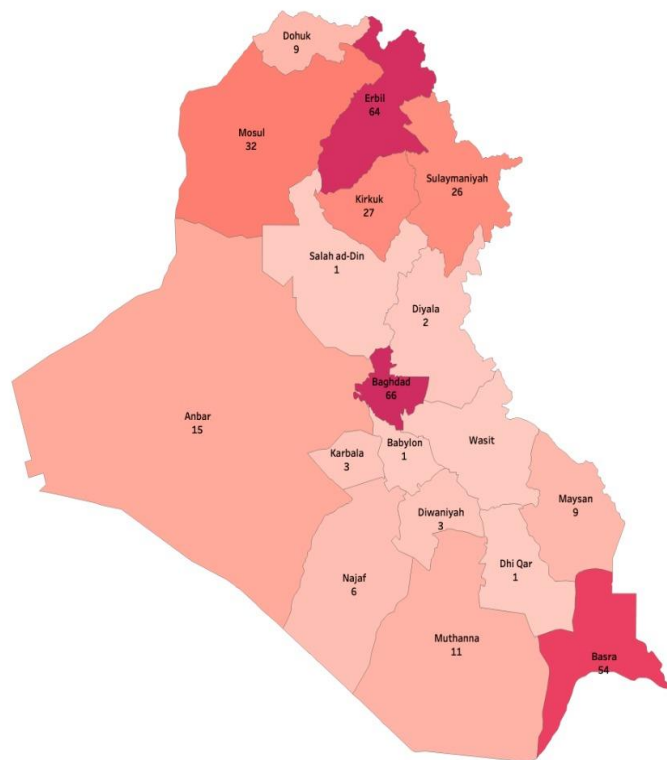 Dohuk
9
Erbil
64
Mosul
32
Sulaymaniyah
26
Kirkuk
27
Salah ad-Din
1
Diyala
2
Baghdad
66
Anbar
15
Babylon
1
Wasit
Karbala
3
Maysan
9
Diwaniyah
3
Dhi Qar
1
Najaf
6
Muthanna
11
Basra
54